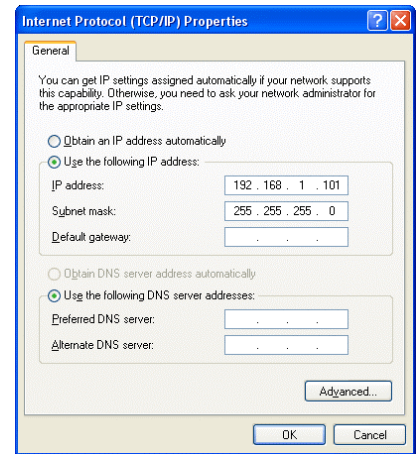 Internet Protocol (TCP/IP) Properties
General
You can get IP settings assigned automatically if your network supports
this capability. Otherwise, you need to ask your network administrator for
the appropriate IP settings.
Obtain an IP address automatically
Use the following IP address:
IP address: 192 . 168 . 1 . 101
Subnet mask: 255 . 255 . 255 . 0
Default gateway: . . .
Obtain DNS server address automatically
Use the following DNS server addresses:
Preferred DNS server: . . .
Alternate DNS server: . . .
Advanced...
OK Cancel